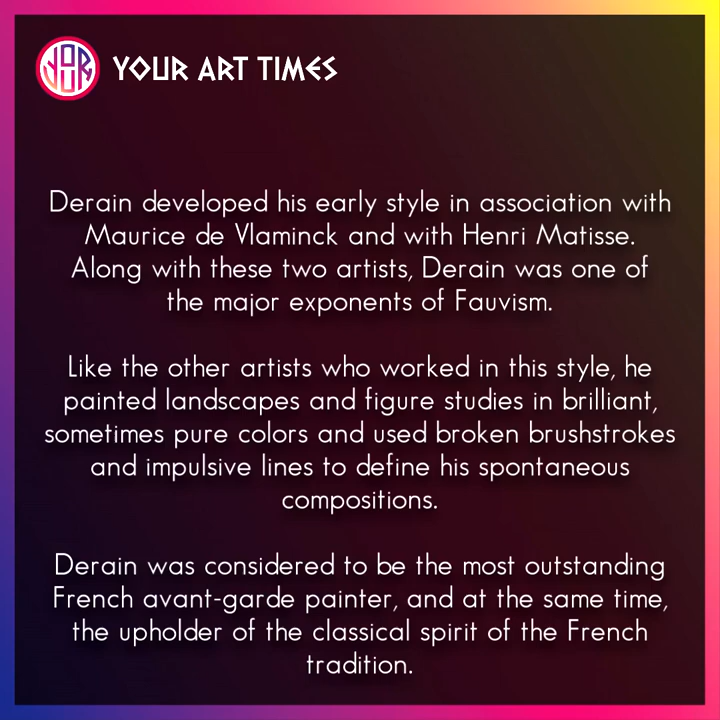 YOUR ART TIMES
Derain developed his early style in association with
Maurice de Vlaminck and with Henri Matisse.
Along with these two artists, Derain was one of
the major exponents of Fauvism.
Like the other artists who worked in this style, he
painted landscapes and figure studies in brilliant,
sometimes pure colors and used broken brushstrokes
and impulsive lines to define his spontaneous
compositions.
Derain was considered to be the most outstanding
French avant-garde painter, and at the same time,
the upholder of the classical spirit of the French
tradition.